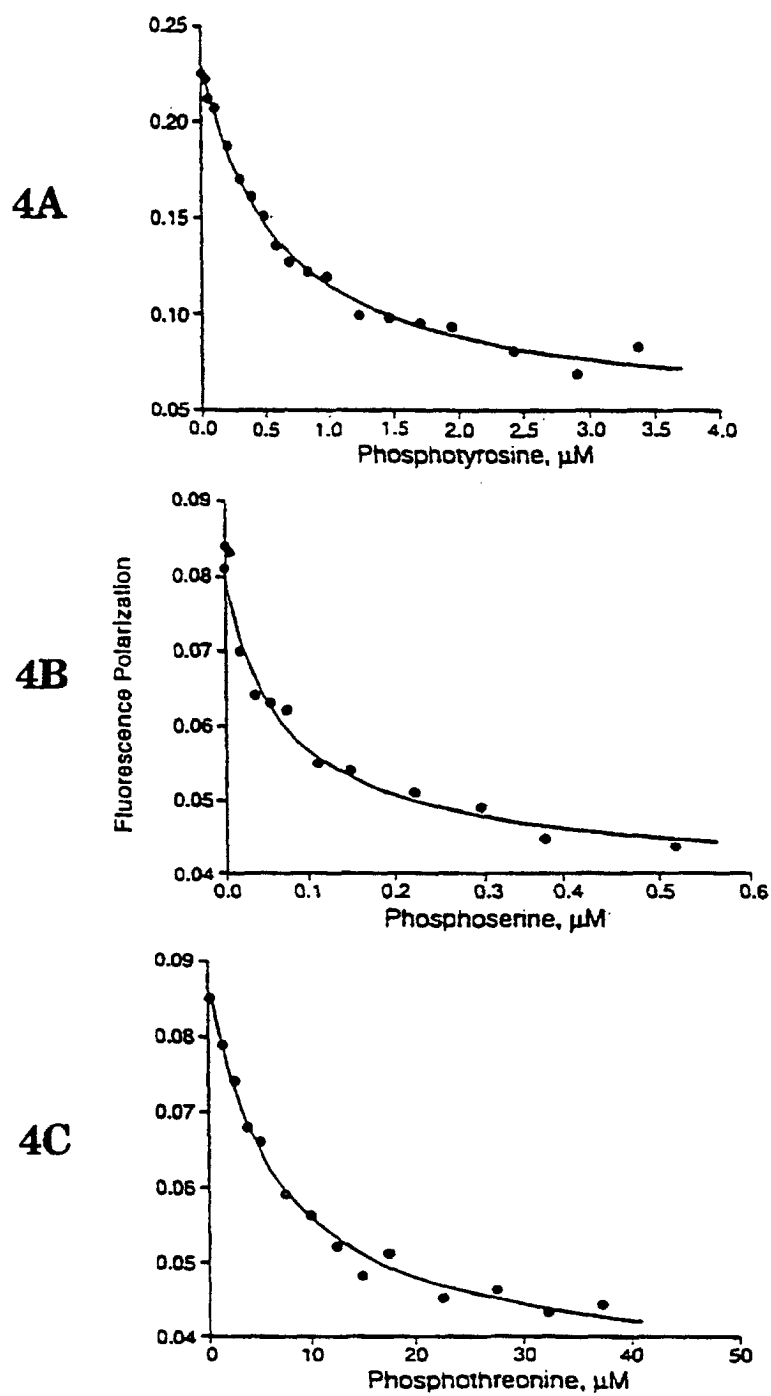 4A
0.25
0.20
0.15
0.10
0.05
0.0 0.5 1.0 1.5 2.0 2.5 3.0 3.5 4.0
Phosphotyrosine, µM
4B
Fluorescence Polarization
0.09
0.08
0.07
0.06
0.05
0.04
0.0 0.1 0.2 0.3 0.4 0.5 0.6
Phosphoserine, µM
4C
0.09
0.08
0.07
0.06
0.05
0.04
0 10 20 30 40 50
Phosphothreonine, µM